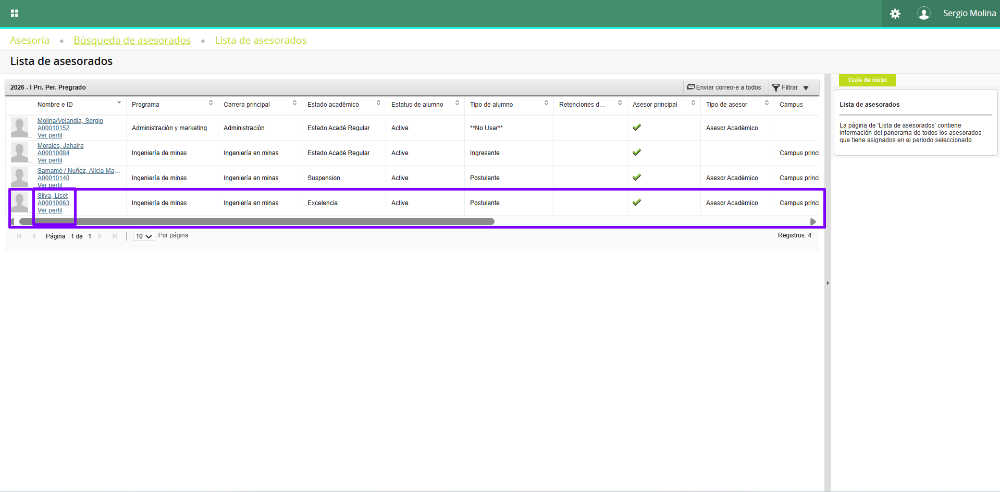 Sergio Molina
Asesoría • Búsqueda de asesorados • Lista de asesorados
Lista de asesorados
2026 - I Pri. Per. Pregrado Enviar correo-e a todos Filtrar
Nombre e ID Programa Carrera principal Estado académico Estatus de alumno Tipo de alumno Retenciones d... Asesor principal Tipo de asesor Campus
Molina/Velandia, Sergio
A00010152 Administración y marketing Administración Estado Acadé Regular Active **No Usar** Asesor Académico
Ver perfil
Morales, Jahaira
A00010084 Ingeniería de minas Ingeniería en minas Estado Acadé Regular Active Ingresante Campus princi
Ver perfil
Samamé / Nuñez, Alicia Ma...
A00010140 Ingeniería de minas Ingeniería en minas Suspension Active Postulante Asesor Académico Campus princi
Ver perfil
Silva, Liset
A00010063 Ingeniería de minas Ingeniería en minas Excelencia Active Postulante Asesor Académico Campus princi
Ver perfil
Página 1 de 1 10 Por página Registros: 4
Guía de inicio
Lista de asesorados
La página de 'Lista de asesorados' contiene
información del panorama de todos los asesorados
que tiene asignados en el periodo seleccionado.